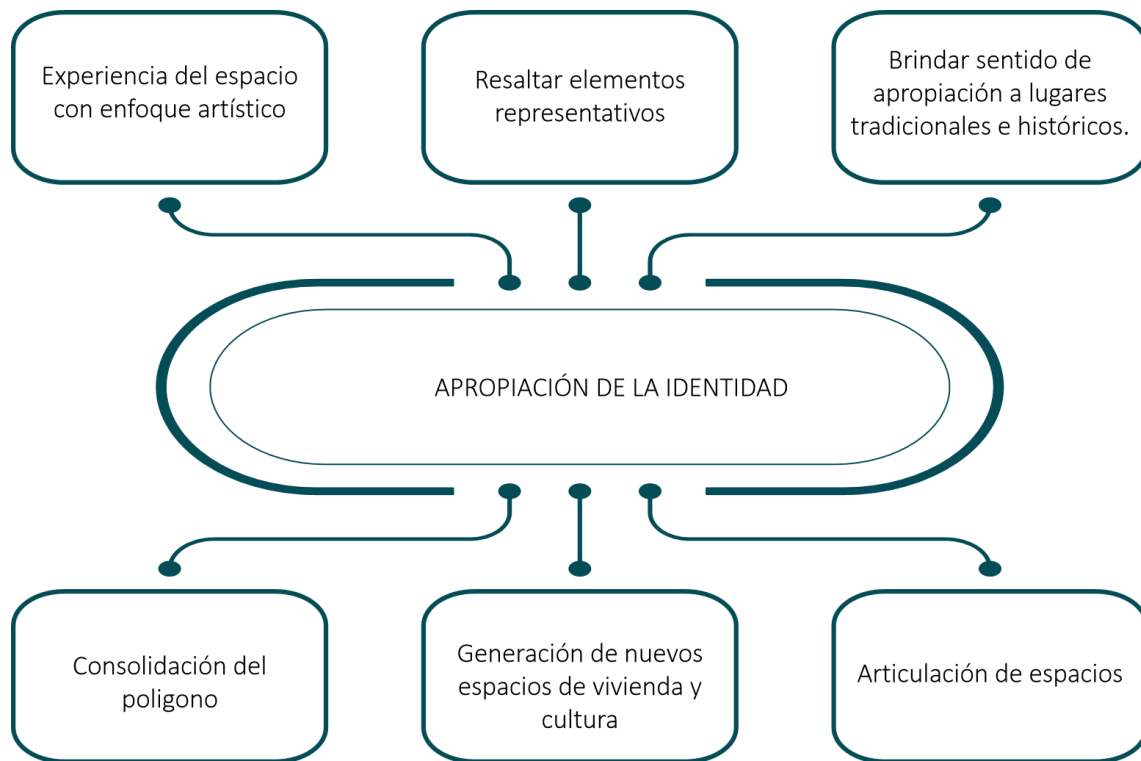 Experiencia del espacio
con enfoque artístico
Resaltar elementos
representativos
Brindar sentido de
apropiación a lugares
tradicionales e históricos.
APROPIACIÓN DE LA IDENTIDAD
Consolidación del
poligono
Generación de nuevos
espacios de vivienda y
cultura
Articulación de espacios